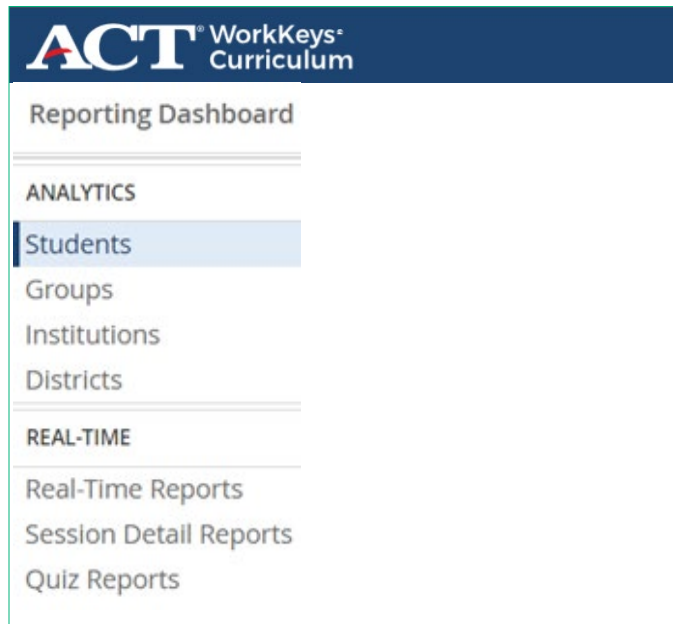 ACT® WorkKeys®
Curriculum
Reporting Dashboard
ANALYTICS
Students
Groups
Institutions
Districts
REAL-TIME
Real-Time Reports
Session Detail Reports
Quiz Reports